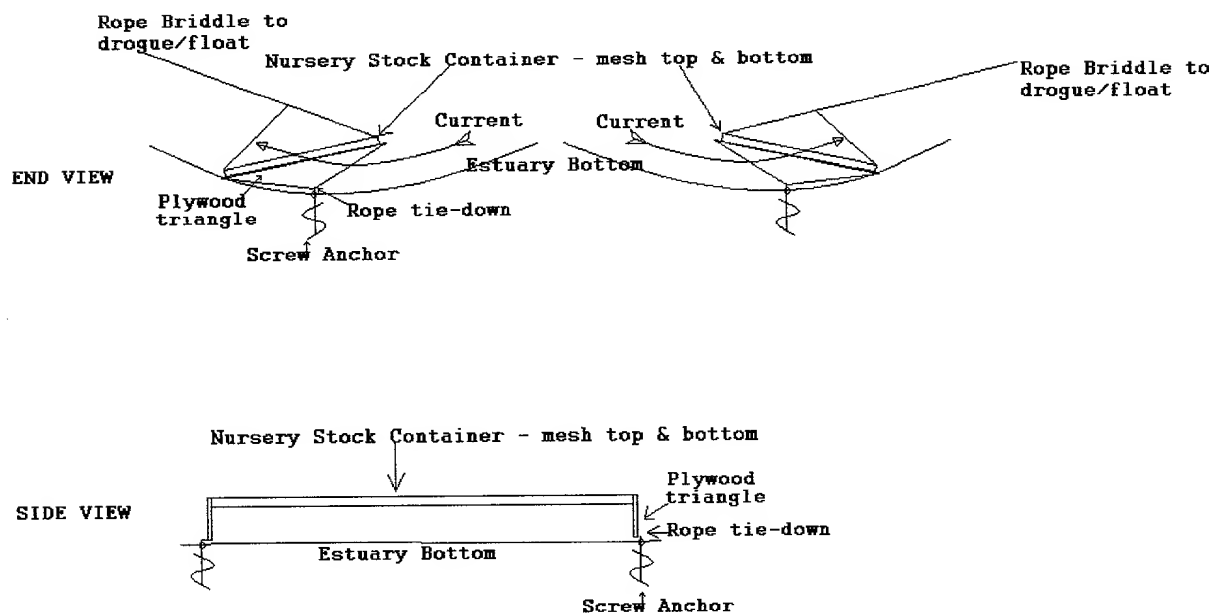 Rope Briddle to
drogue/float
Nursery Stock Container - mesh top & bottom
Rope Briddle to
drogue/float
Current
Current
Estuary Bottom
END VIEW
Plywood
triangle
Rope tie-down
Screw Anchor
Nursery Stock Container - mesh top & bottom
Plywood
triangle
SIDE VIEW
Rope tie-down
Estuary Bottom
Screw Anchor